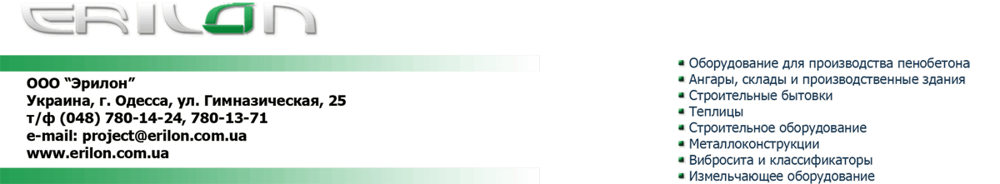 ERILON
ООО “Эрилон”
Украина, г. Одесса, ул. Гимназическая, 25
т/ф (048) 780-14-24, 780-13-71
e-mail: project@erilon.com.ua
www.erilon.com.ua
Оборудование для производства пенобетона
Ангары, склады и производственные здания
Строительные бытовки
Теплицы
Строительное оборудование
Металлоконструкции
Вибросита и классификаторы
Измельчающее оборудование